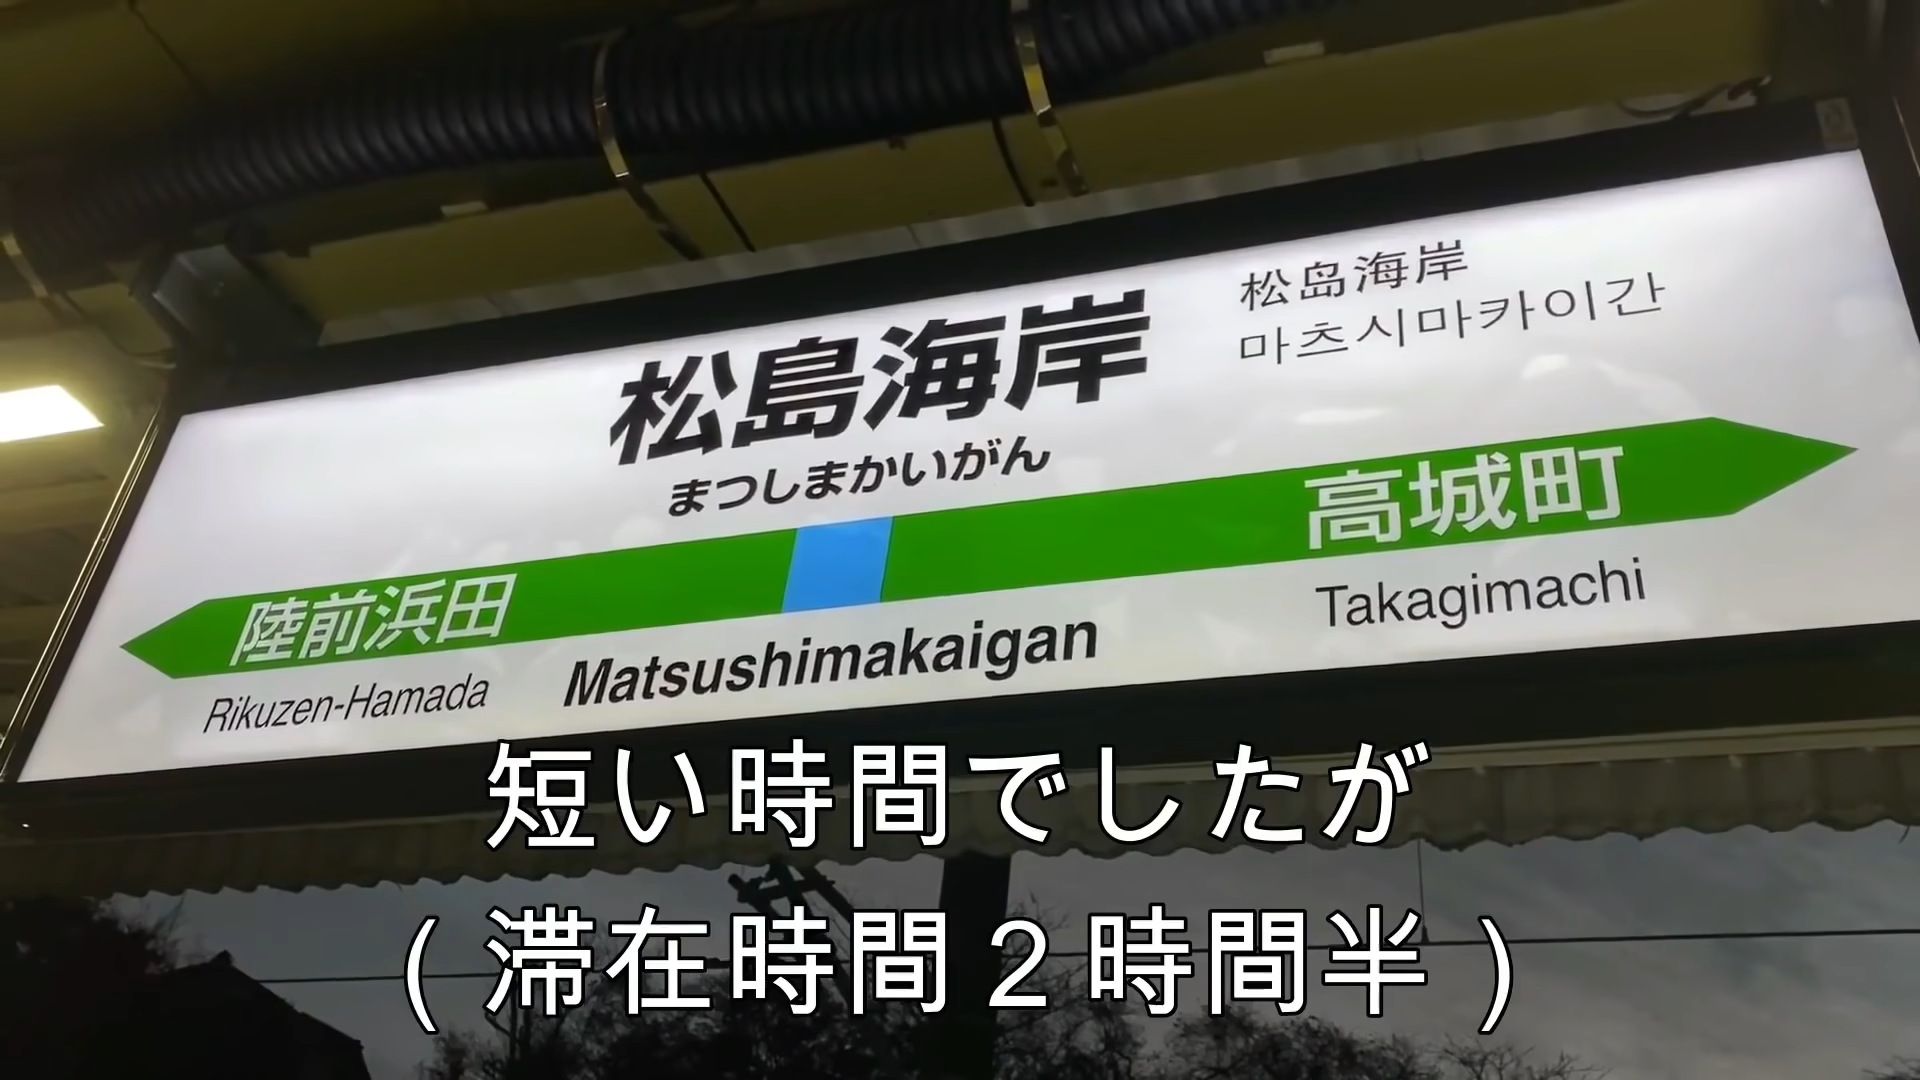 松島海岸
松岛海岸
마츠시마카이간
まつしまかいがん
陸前浜田
高城町
Rikuzen-Hamada
Matsushimakaigan
Takagimachi
短い時間でしたが
(滞在時間2時間半)